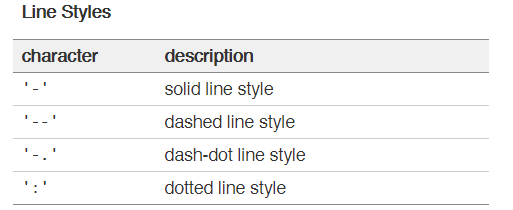 Line Styles
character description
'-' solid line style
'--' dashed line style
'-.' dash-dot line style
':' dotted line style